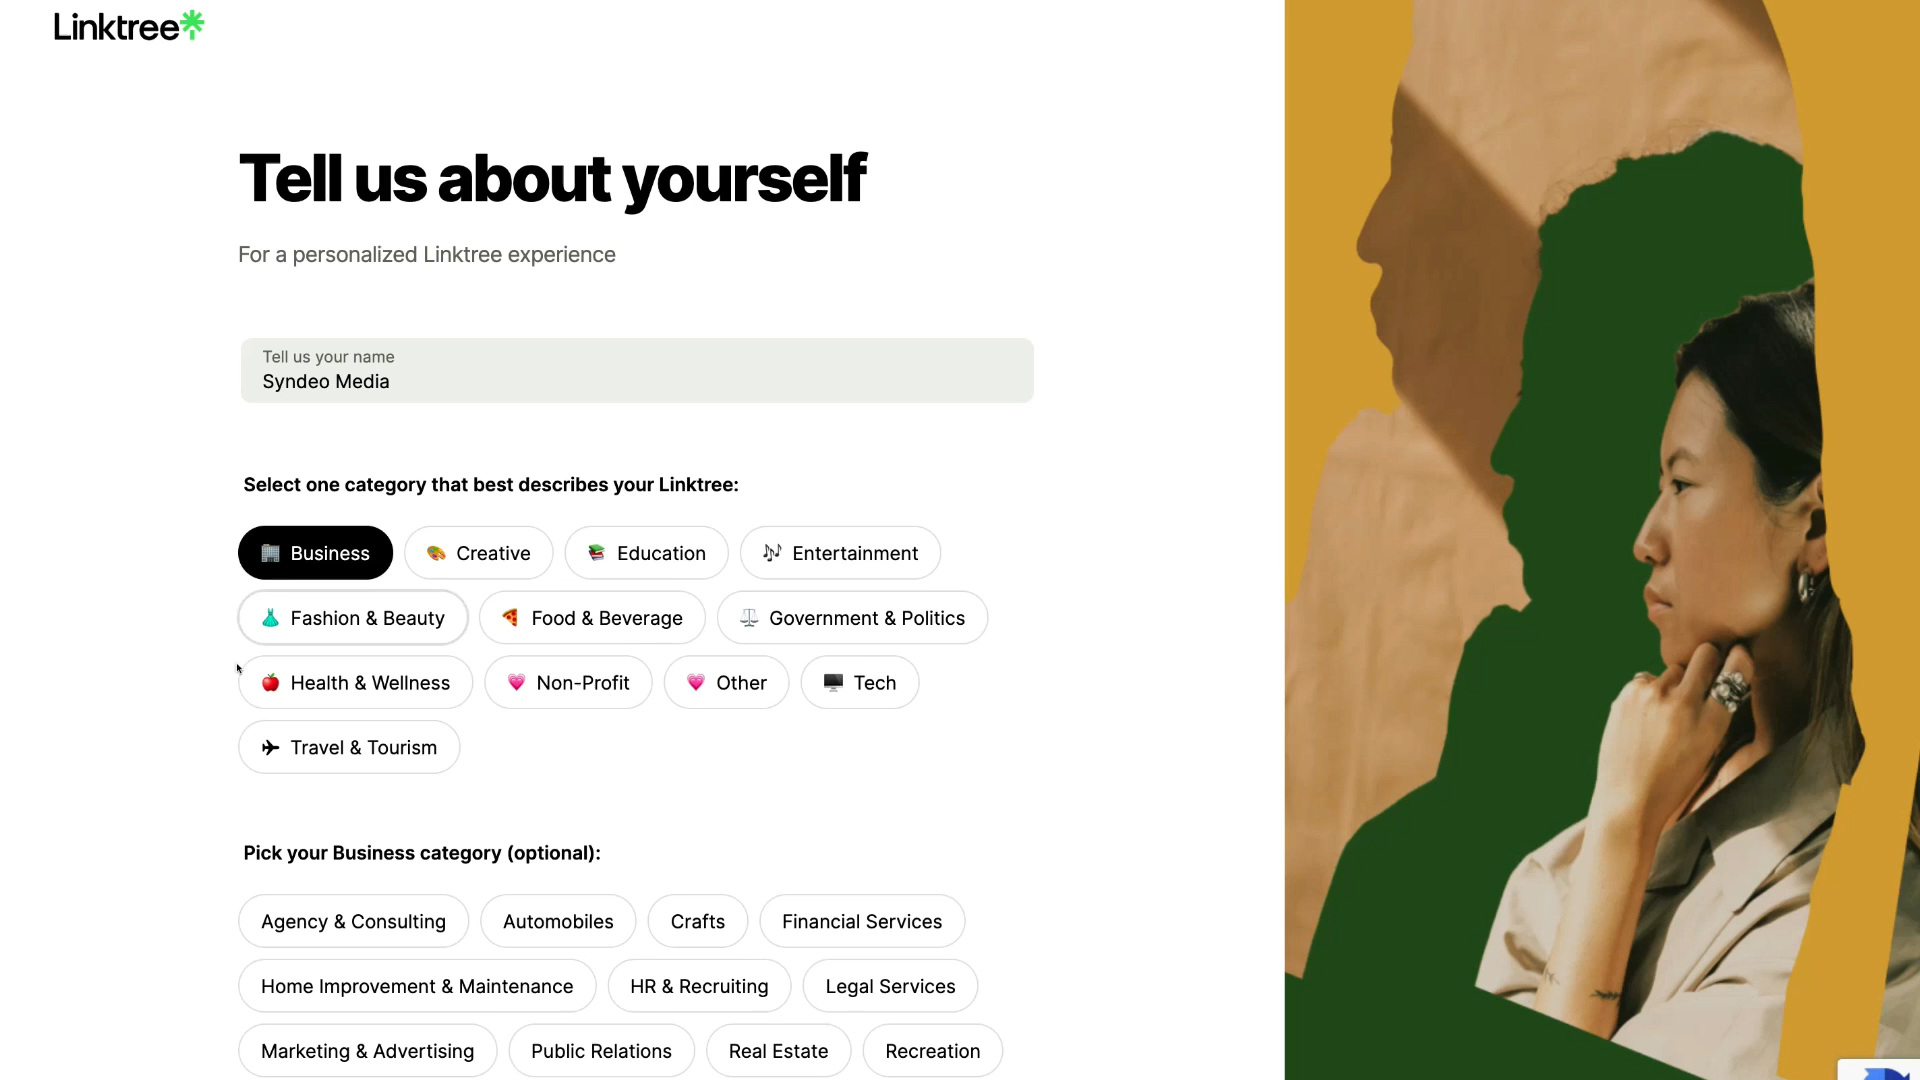 Linktree
Tell us about yourself
For a personalized Linktree experience
Tell us your name
Syndeo Media
Select one category that best describes your Linktree:
Business
Creative
Education
Entertainment
Fashion & Beauty
Food & Beverage
Government & Politics
Health & Wellness
Non-Profit
Other
Tech
Travel & Tourism
Pick your Business category (optional):
Agency & Consulting
Automobiles
Crafts
Financial Services
Home Improvement & Maintenance
HR & Recruiting
Legal Services
Marketing & Advertising
Public Relations
Real Estate
Recreation